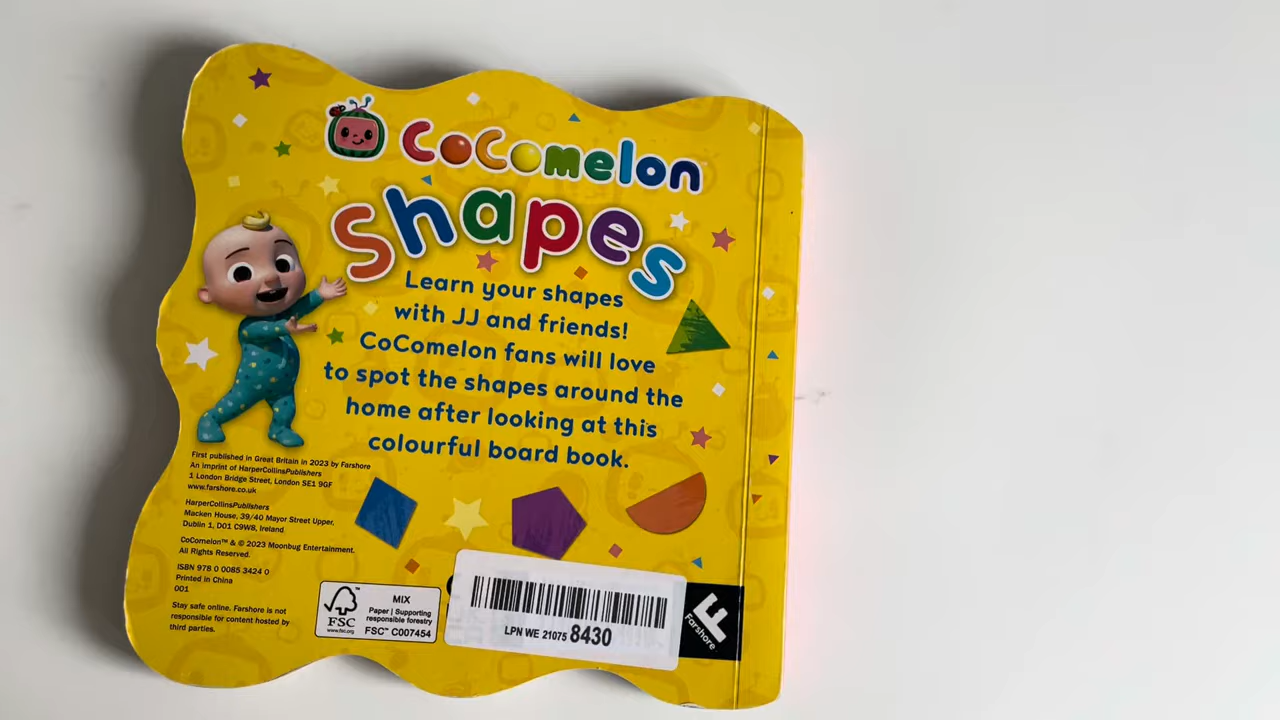 CoComelon
Shapes
Learn your shapes
with JJ and friends!
CoComelon fans will love
to spot the shapes around the
home after looking at this
colourful board book.
First published in Great Britain in 2023 by Farshore
An imprint of HarperCollinsPublishers
1 London Bridge Street, London SE1 9GF
www.farshore.co.uk
HarperCollinsPublishers
Macken House, 39/40 Mayor Street Upper,
Dublin 1, D01 C9W8, Ireland
CoComelon™ & © 2023 Moonbug Entertainment.
All Rights Reserved.
ISBN 978 0 0085 3424 0
Printed in China
001
Stay safe online. Farshore is not
responsible for content hosted by
third parties.
FSC
www.fsc.org
MIX
Paper | Supporting
responsible forestry
FSC™ C007454
LPN WE 21075 8430
Farshore